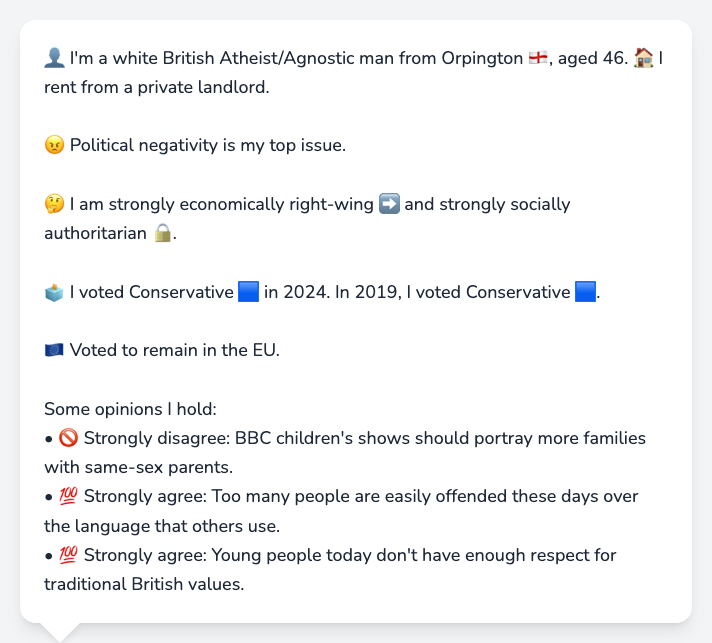 👤 I'm a white British Atheist/Agnostic man from Orpington 🏴󠁧󠁢󠁥󠁮󠁧󠁿, aged 46. 🏠 I
rent from a private landlord.
😠 Political negativity is my top issue.
🤔 I am strongly economically right-wing ➡️ and strongly socially
authoritarian 🔒.
🗳️ I voted Conservative 🟦 in 2024. In 2019, I voted Conservative 🟦.
🇪🇺 Voted to remain in the EU.
Some opinions I hold:
• 🚫 Strongly disagree: BBC children's shows should portray more families
with same-sex parents.
• 💯 Strongly agree: Too many people are easily offended these days over
the language that others use.
• 💯 Strongly agree: Young people today don't have enough respect for
traditional British values.